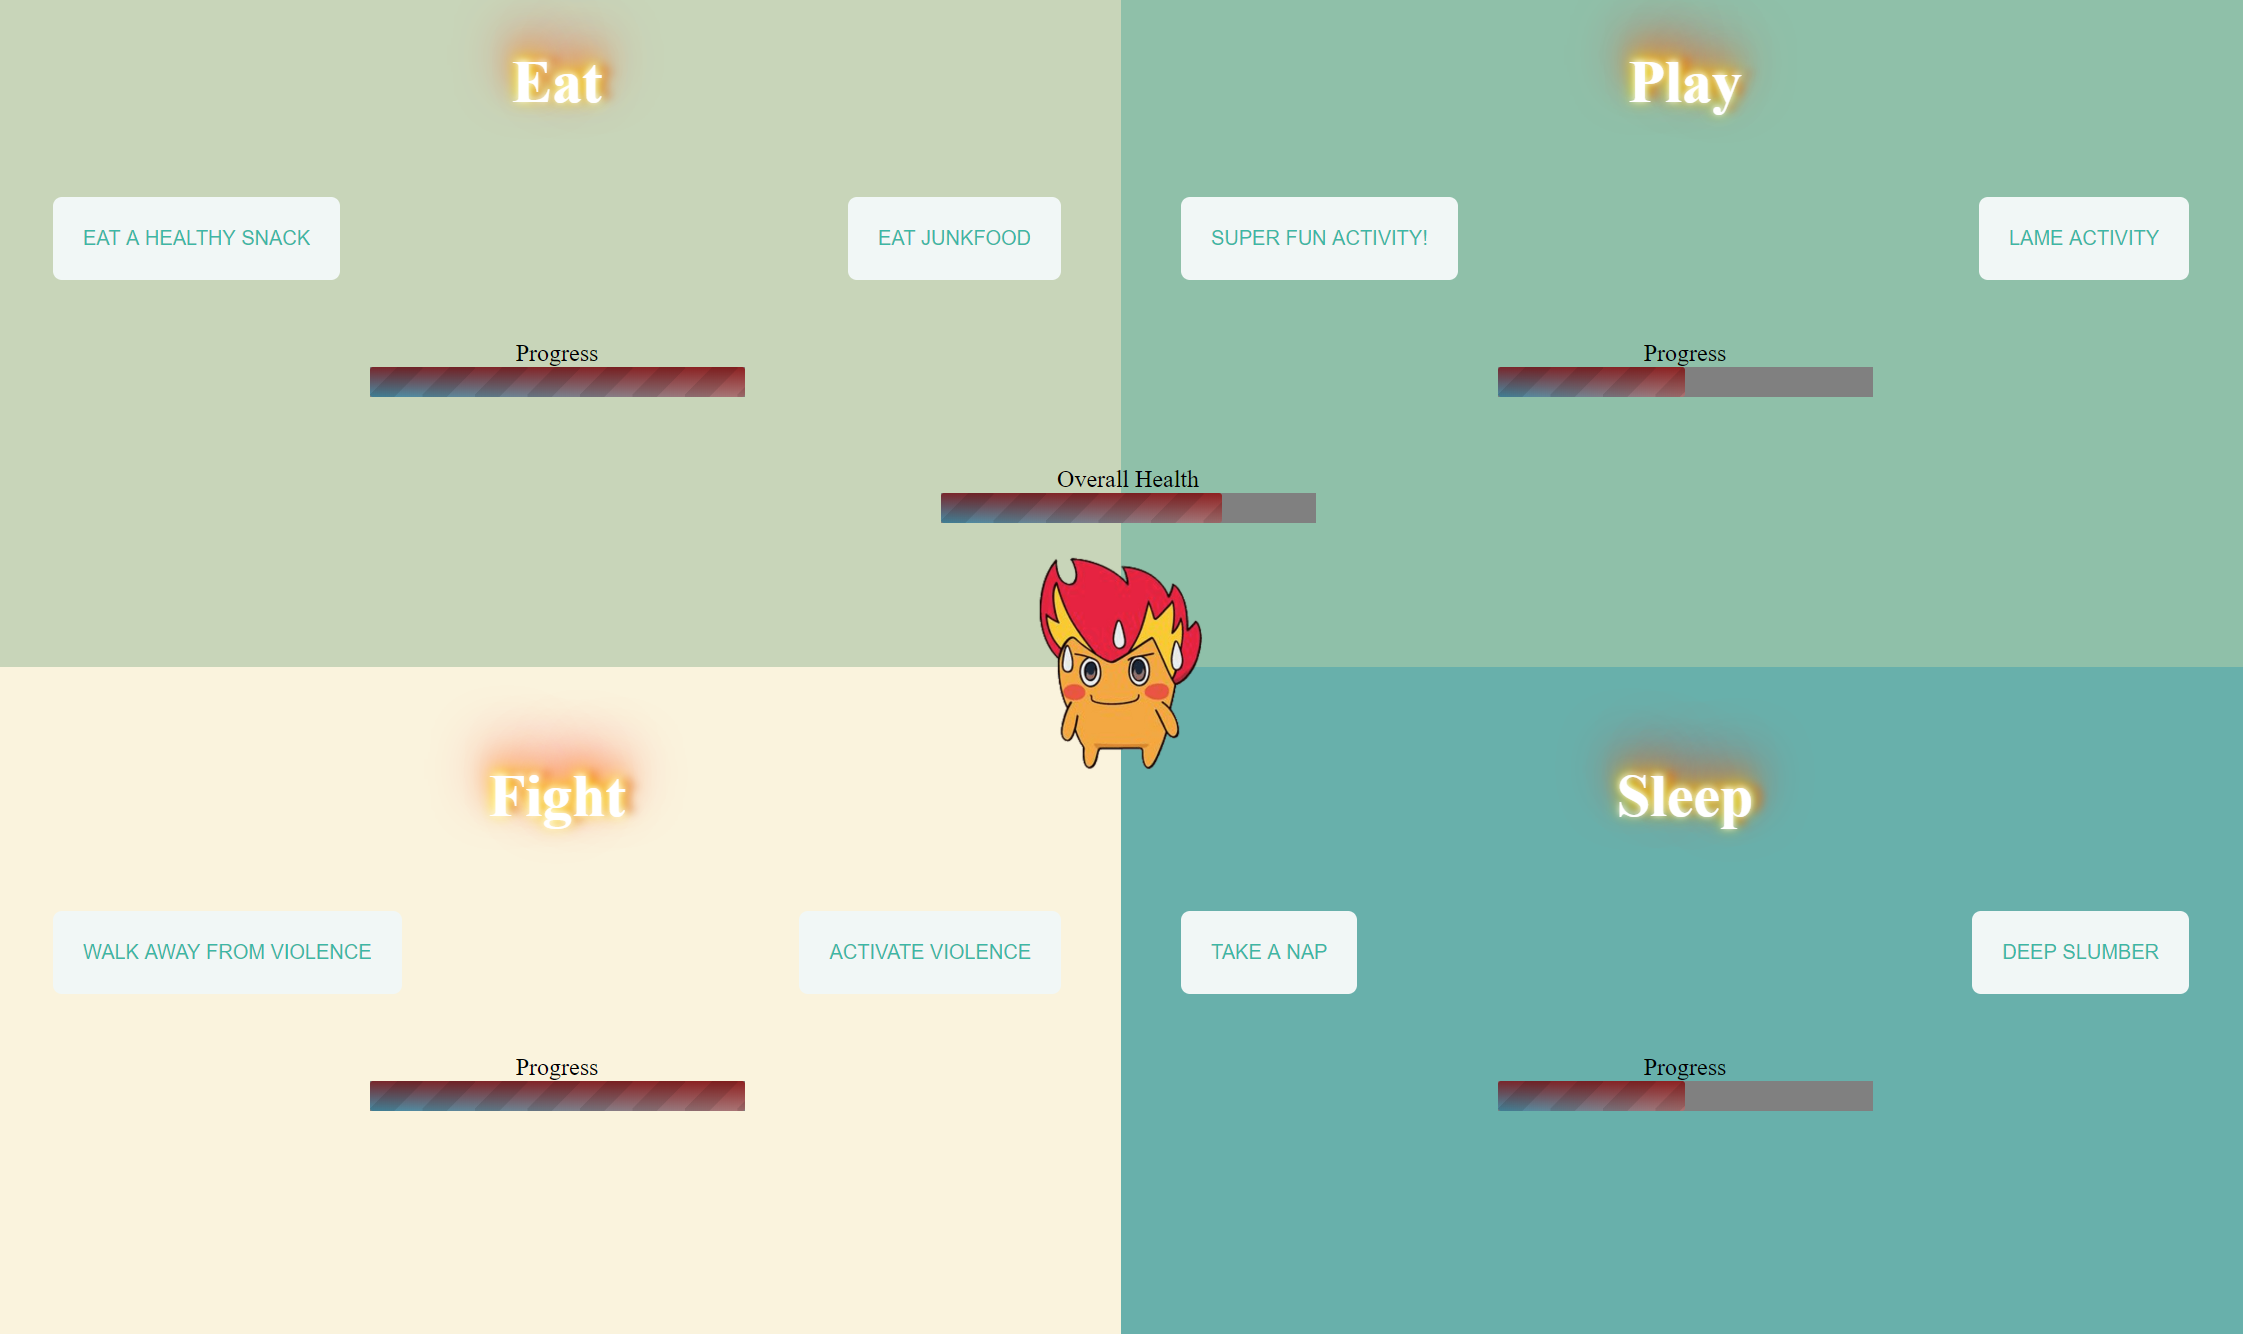 Eat
Play
EAT A HEALTHY SNACK
EAT JUNKFOOD
SUPER FUN ACTIVITY!
LAME ACTIVITY
Progress
Progress
Overall Health
Fight
Sleep
WALK AWAY FROM VIOLENCE
ACTIVATE VIOLENCE
TAKE A NAP
DEEP SLUMBER
Progress
Progress